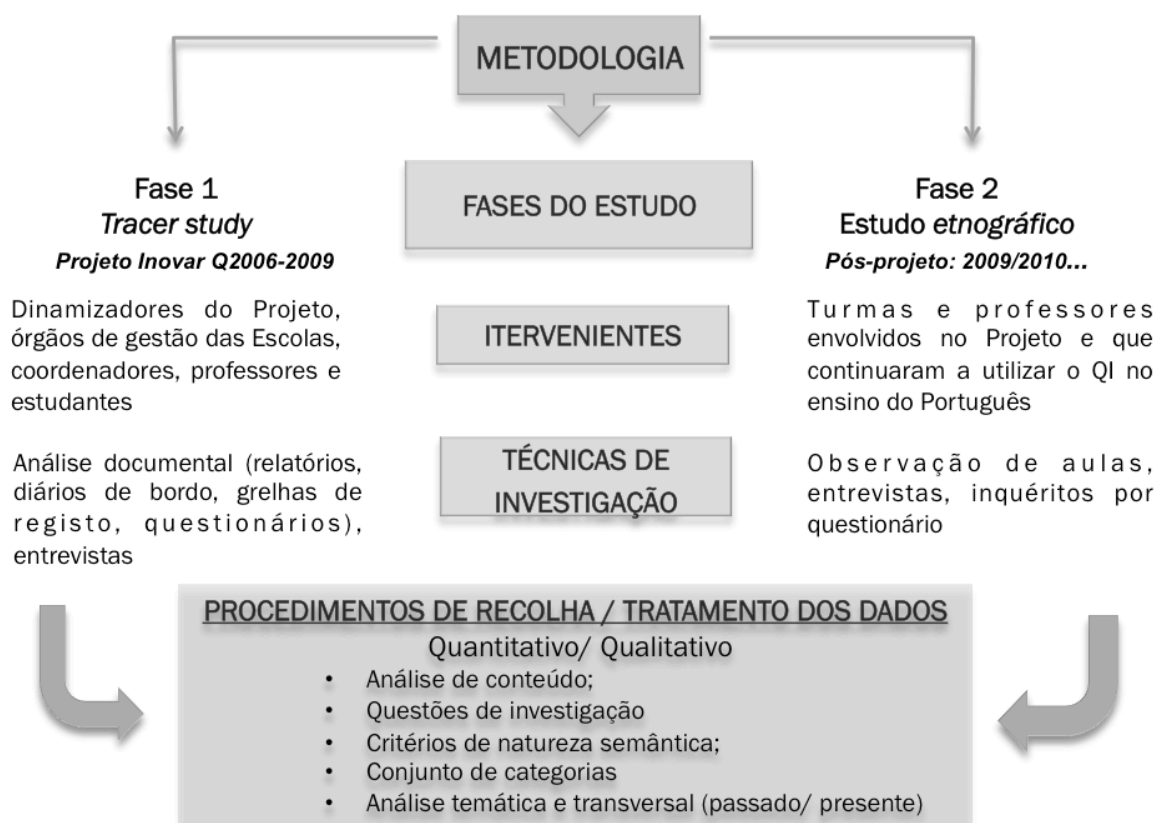 METODOLOGIA
Fase 1
Tracer study
Projeto Inovar Q2006-2009
FASES DO ESTUDO
Fase 2
Estudo etnográfico
Pós-projeto: 2009/2010...
Dinamizadores do Projeto,
órgãos de gestão das Escolas,
coordenadores, professores e
estudantes
ITERVENIENTES
Turmas e professores
envolvidos no Projeto e que
continuaram a utilizar o QI no
ensino do Português
Análise documental (relatórios,
diários de bordo, grelhas de
registo, questionários),
entrevistas
TÉCNICAS DE
INVESTIGAÇÃO
Observação de aulas,
entrevistas, inquéritos por
questionário
PROCEDIMENTOS DE RECOLHA / TRATAMENTO DOS DADOS
Quantitativo/ Qualitativo
• Análise de conteúdo;
• Questões de investigação
• Critérios de natureza semântica;
• Conjunto de categorias
• Análise temática e transversal (passado/ presente)